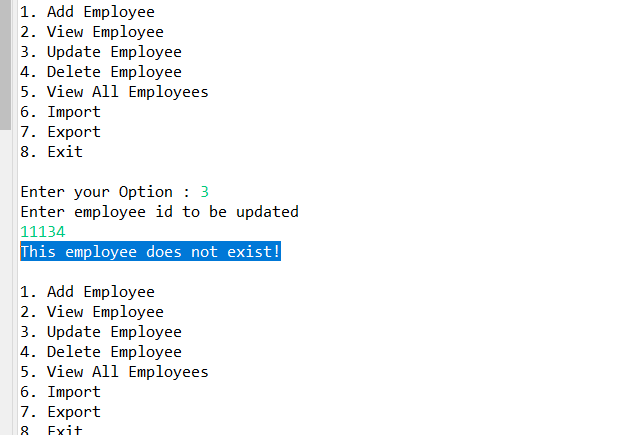 1. Add Employee
2. View Employee
3. Update Employee
4. Delete Employee
5. View All Employees
6. Import
7. Export
8. Exit
Enter your Option : 3
Enter employee id to be updated
11134
This employee does not exist!
1. Add Employee
2. View Employee
3. Update Employee
4. Delete Employee
5. View All Employees
6. Import
7. Export
8. Exit